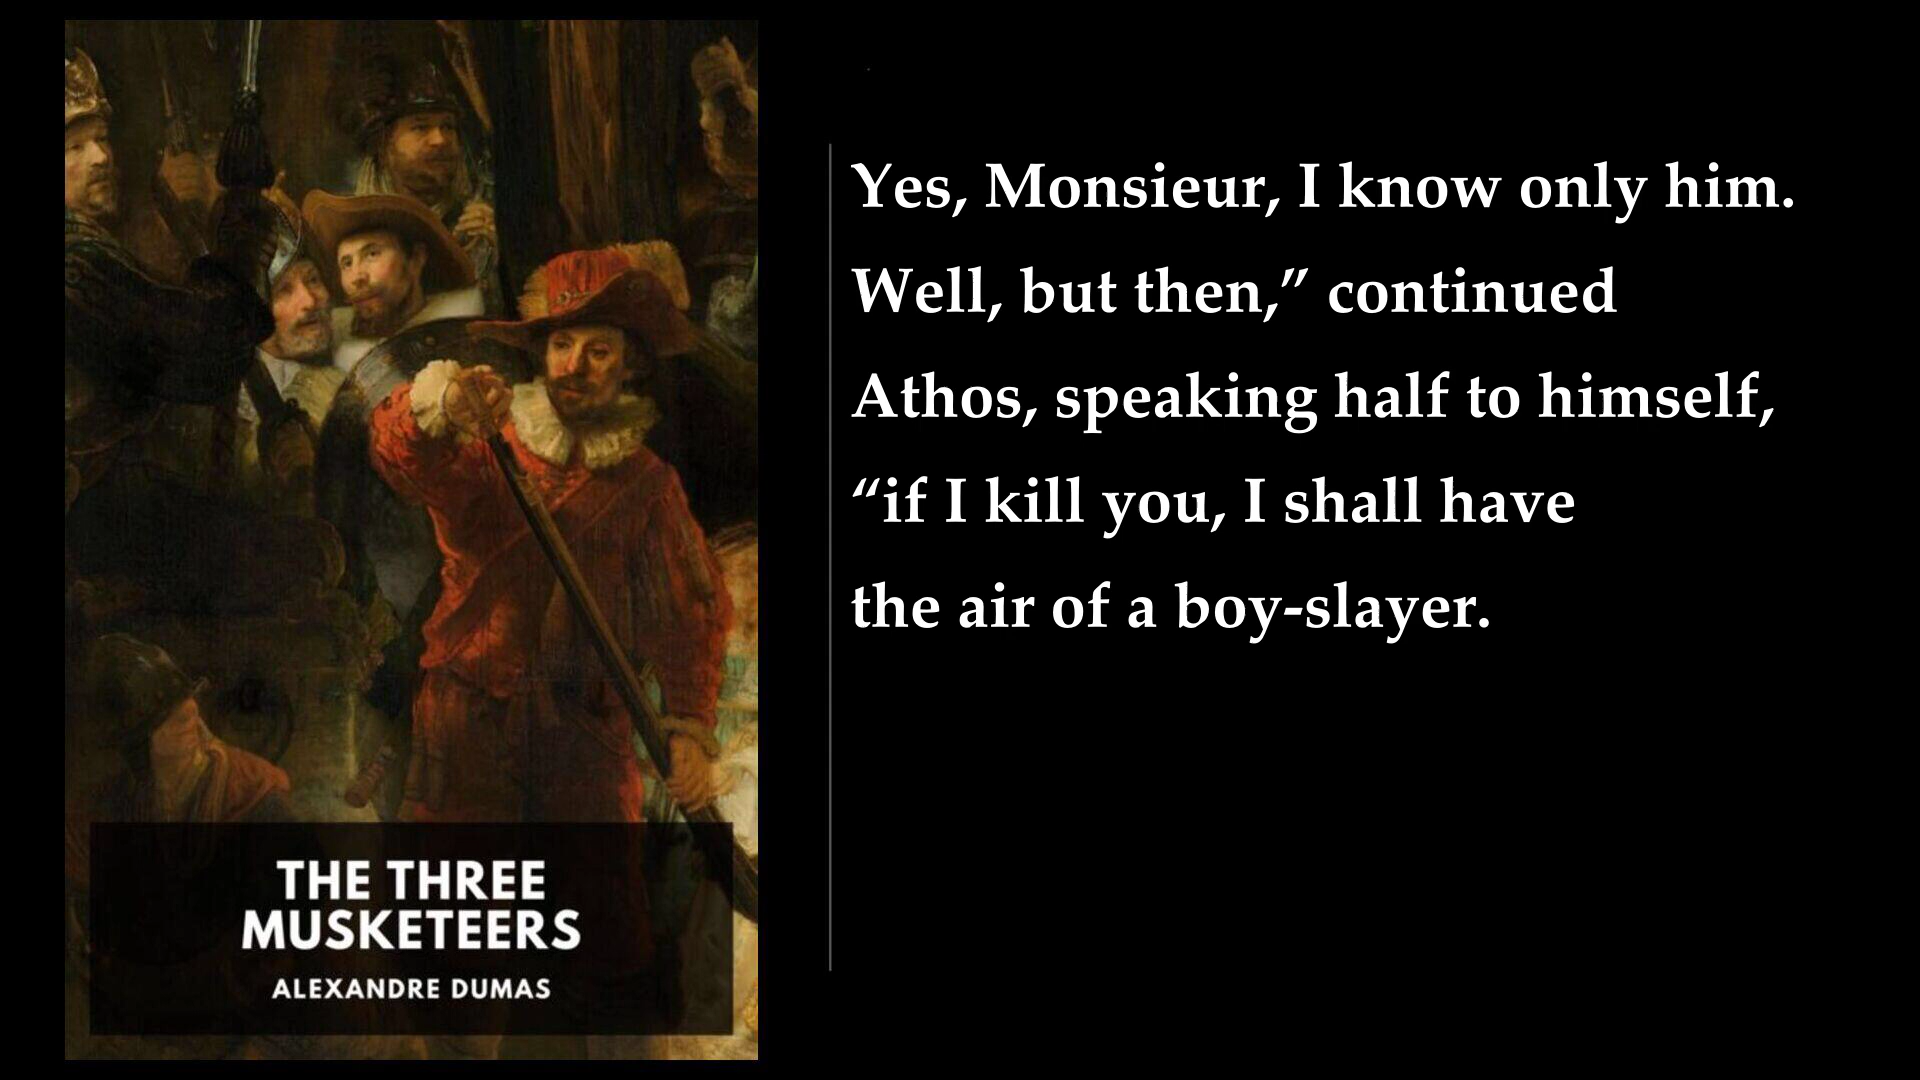 Yes, Monsieur, I know only him.
Well, but then,” continued
Athos, speaking half to himself,
“if I kill you, I shall have
the air of a boy-slayer.
THE THREE
MUSKETEERS
ALEXANDRE DUMAS